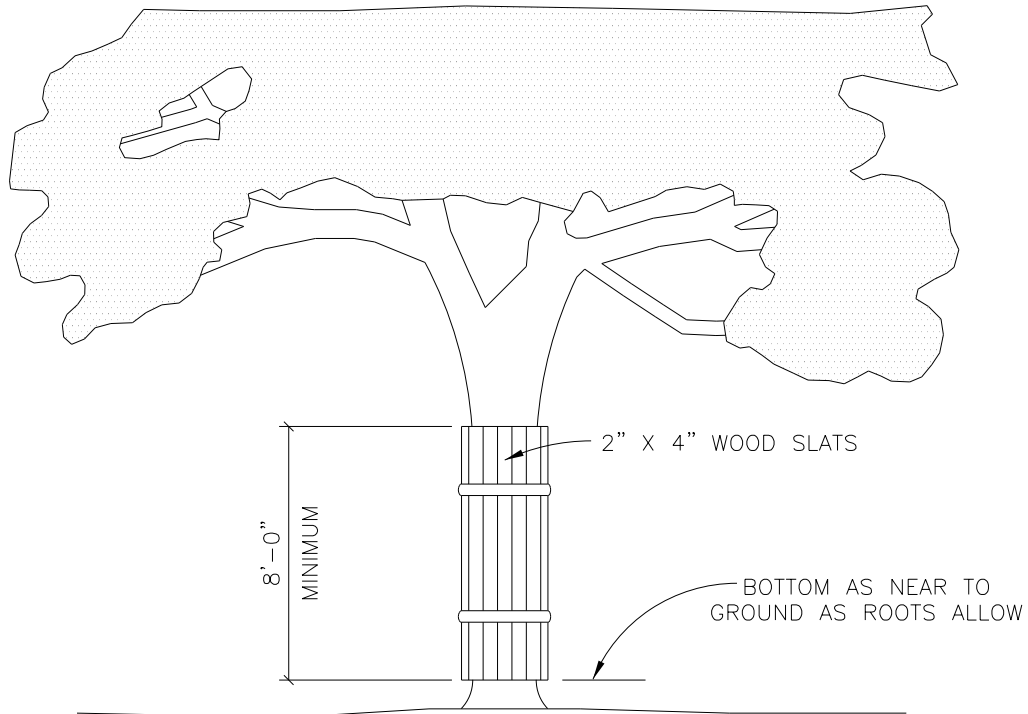 2” X 4” WOOD SLATS
8’-0”
MINIMUM
BOTTOM AS NEAR TO
GROUND AS ROOTS ALLOW